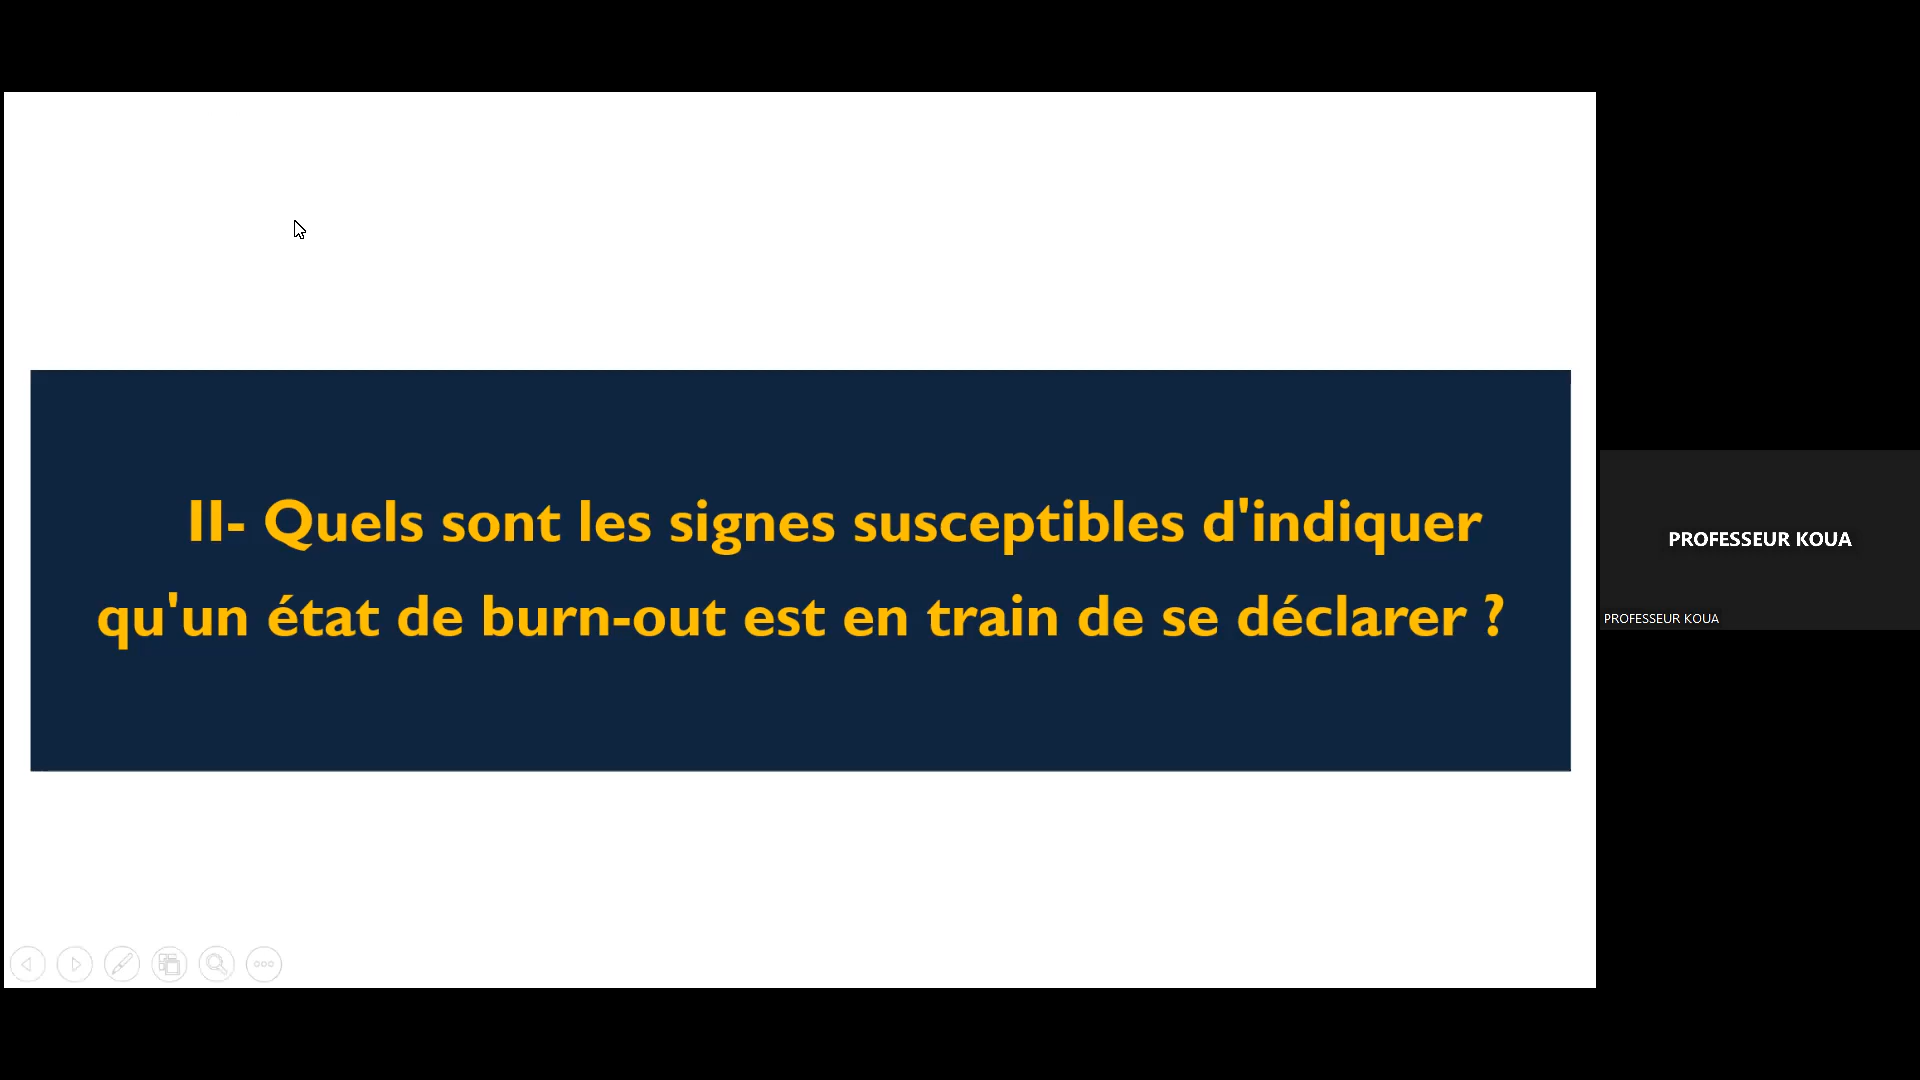 II- Quels sont les signes susceptibles d'indiquer
qu'un état de burn-out est en train de se déclarer ?
PROFESSEUR KOUA
PROFESSEUR KOUA